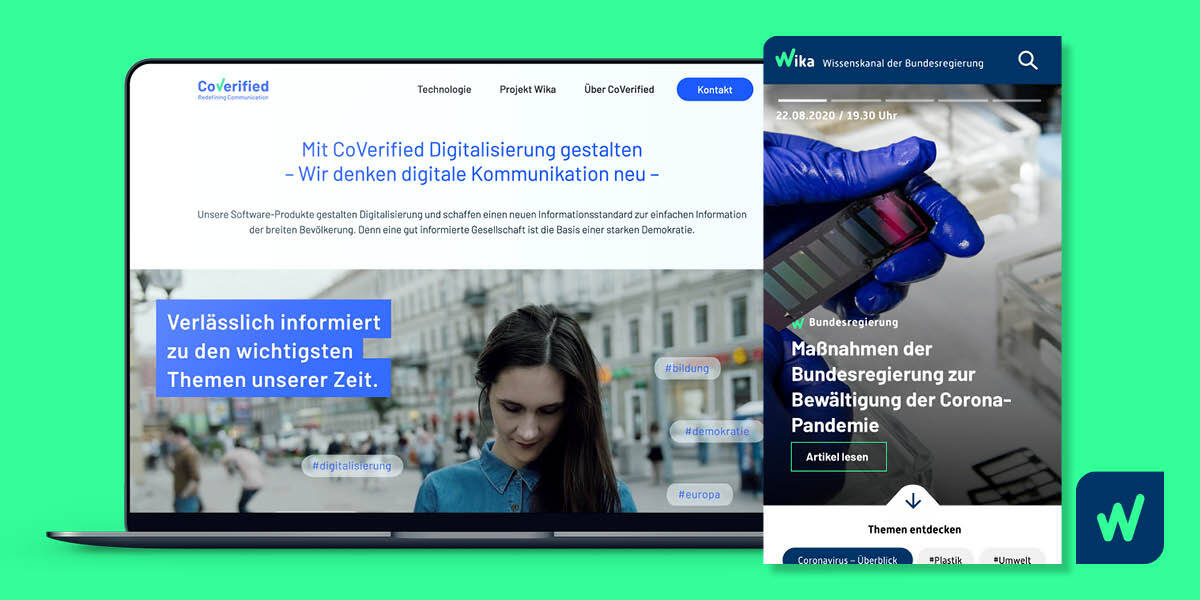 CoVerified
Redefining Communication
Technologie
Projekt Wika
Über CoVerified
Kontakt
Mit CoVerified Digitalisierung gestalten
– Wir denken digitale Kommunikation neu –
Unsere Software-Produkte gestalten Digitalisierung und schaffen einen neuen Informationsstandard zur einfachen Information
der breiten Bevölkerung. Denn eine gut informierte Gesellschaft ist die Basis einer starken Demokratie.
Verlässlich informiert
zu den wichtigsten
Themen unserer Zeit.
#bildung
#demokratie
#digitalisierung
#europa
Wika Wissenskanal der Bundesregierung
22.08.2020 / 19.30 Uhr
Bundesregierung
Maßnahmen der
Bundesregierung zur
Bewältigung der Corona-
Pandemie
Artikel lesen
Themen entdecken
Coronavirus – Überblick
#Plastik
#Umwelt
W